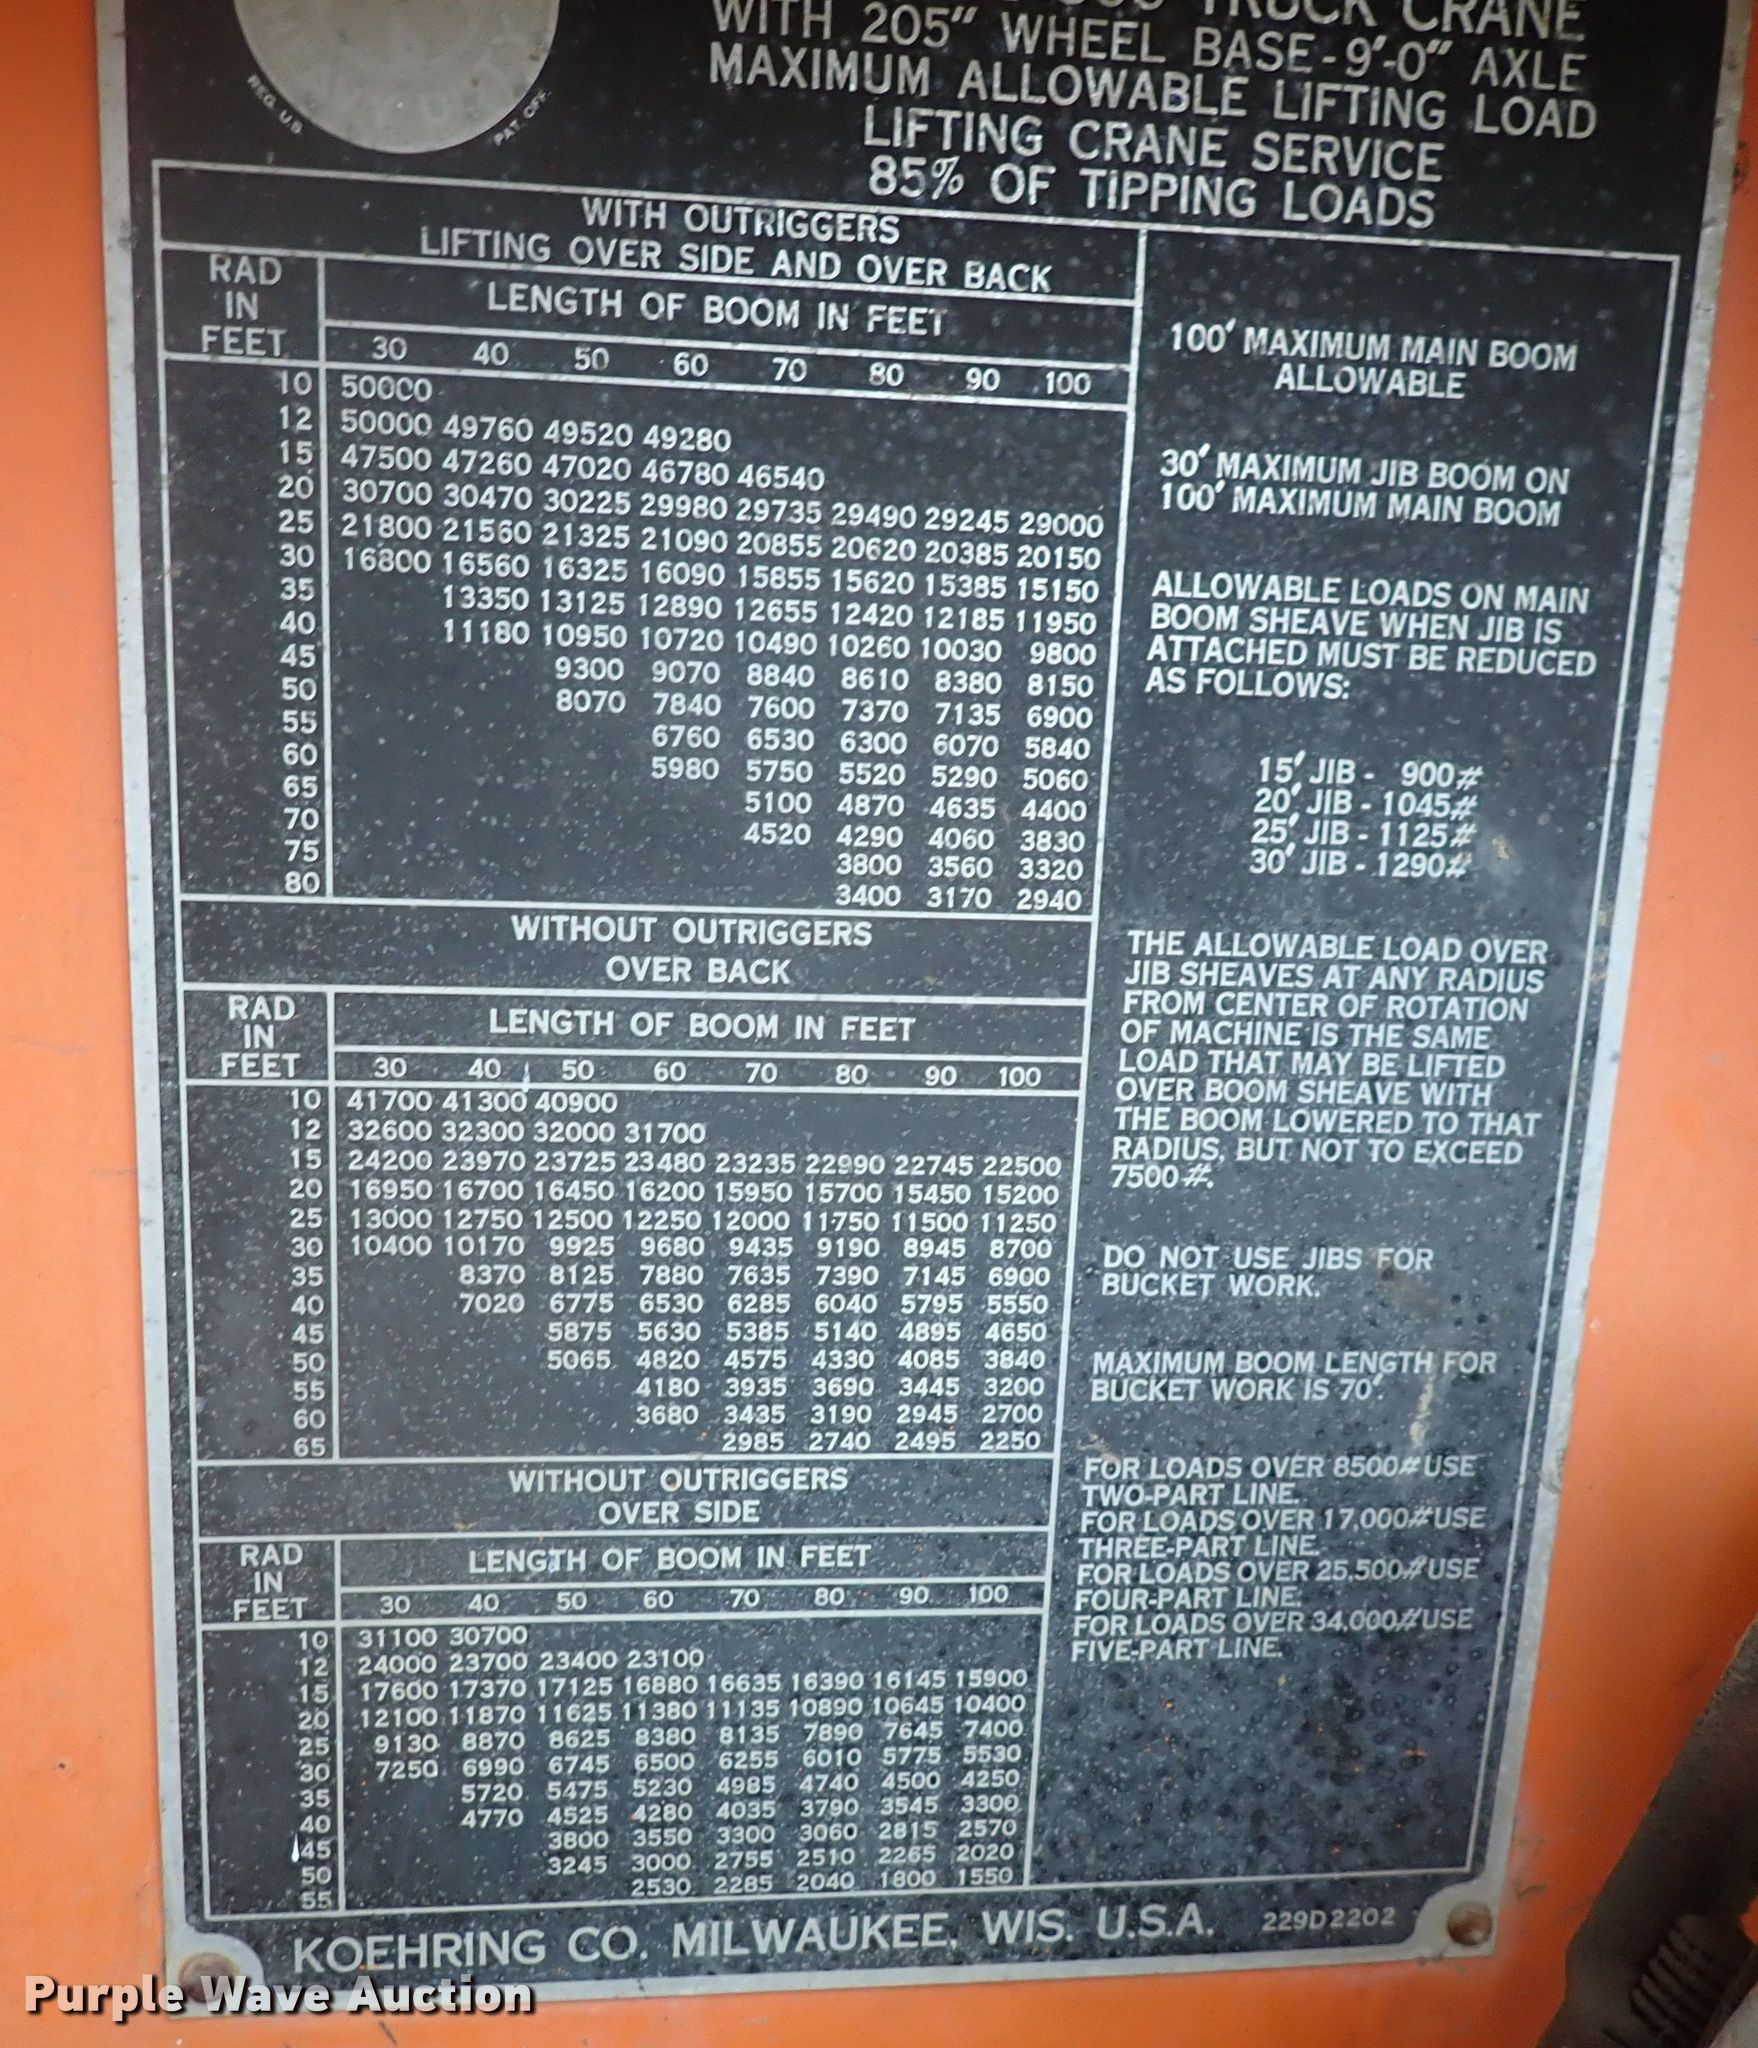 TRUCK CRANE
WITH 205" WHEEL BASE-9'-0" AXLE
MAXIMUM ALLOWABLE LIFTING LOAD
LIFTING CRANE SERVICE
85% OF TIPPING LOADS
REG. U.S.
PAT. OFF.
WITH OUTRIGGERS
LIFTING OVER SIDE AND OVER BACK
RAD
IN
FEET
LENGTH OF BOOM IN FEET
30 40 50 60 70 80 90 100
10 50000
12 50000 49760 49520 49280
15 47500 47260 47020 46780 46540
20 30700 30470 30225 29980 29735 29490 29245 29000
25 21800 21560 21325 21090 20855 20620 20385 20150
30 16800 16560 16325 16090 15855 15620 15385 15150
35 13350 13125 12890 12655 12420 12185 11950
40 11180 10950 10720 10490 10260 10030 9800
45 9300 9070 8840 8610 8380 8150
50 8070 7840 7600 7370 7135 6900
55 6760 6530 6300 6070 5840
60 5980 5750 5520 5290 5060
65 5100 4870 4635 4400
70 4520 4290 4060 3830
75 3800 3560 3320
80 3400 3170 2940
WITHOUT OUTRIGGERS
OVER BACK
RAD
IN
FEET
LENGTH OF BOOM IN FEET
30 40 50 60 70 80 90 100
10 41700 41300 40900
12 32600 32300 32000 31700
15 24200 23970 23725 23480 23235 22990 22745 22500
20 16950 16700 16450 16200 15950 15700 15450 15200
25 13000 12750 12500 12250 12000 11750 11500 11250
30 10400 10170 9925 9680 9435 9190 8945 8700
35 8370 8125 7880 7635 7390 7145 6900
40 7020 6775 6530 6285 6040 5795 5550
45 5875 5630 5385 5140 4895 4650
50 5065 4820 4575 4330 4085 3840
55 4180 3935 3690 3445 3200
60 3680 3435 3190 2945 2700
65 2985 2740 2495 2250
WITHOUT OUTRIGGERS
OVER SIDE
RAD
IN
FEET
LENGTH OF BOOM IN FEET
30 40 50 60 70 80 90 100
10 31100 30700
12 24000 23700 23400 23100
15 17600 17370 17125 16880 16635 16390 16145 15900
20 12100 11870 11625 11380 11135 10890 10645 10400
25 9130 8870 8625 8380 8135 7890 7645 7400
30 7250 6990 6745 6500 6255 6010 5775 5530
35 5720 5475 5230 4985 4740 4500 4250
40 4770 4525 4280 4035 3790 3545 3300
45 3800 3550 3300 3060 2815 2570
50 3245 3000 2755 2510 2265 2020
55 2530 2285 2040 1800 1550
100' MAXIMUM MAIN BOOM
ALLOWABLE
30' MAXIMUM JIB BOOM ON
100' MAXIMUM MAIN BOOM
ALLOWABLE LOADS ON MAIN
BOOM SHEAVE WHEN JIB IS
ATTACHED MUST BE REDUCED
AS FOLLOWS:
15' JIB - 900#
20' JIB - 1045#
25' JIB - 1125#
30' JIB - 1290#
THE ALLOWABLE LOAD OVER
JIB SHEAVES AT ANY RADIUS
FROM CENTER OF ROTATION
OF MACHINE IS THE SAME
LOAD THAT MAY BE LIFTED
OVER BOOM SHEAVE WITH
THE BOOM LOWERED TO THAT
RADIUS, BUT NOT TO EXCEED
7500#.
DO NOT USE JIBS FOR
BUCKET WORK.
MAXIMUM BOOM LENGTH FOR
BUCKET WORK IS 70'.
FOR LOADS OVER 8500# USE
TWO-PART LINE.
FOR LOADS OVER 17,000# USE
THREE-PART LINE.
FOR LOADS OVER 25,500# USE
FOUR-PART LINE.
FOR LOADS OVER 34,000# USE
FIVE-PART LINE.
KOEHRING CO. MILWAUKEE, WIS. U.S.A. 229D2202
Purple Wave Auction